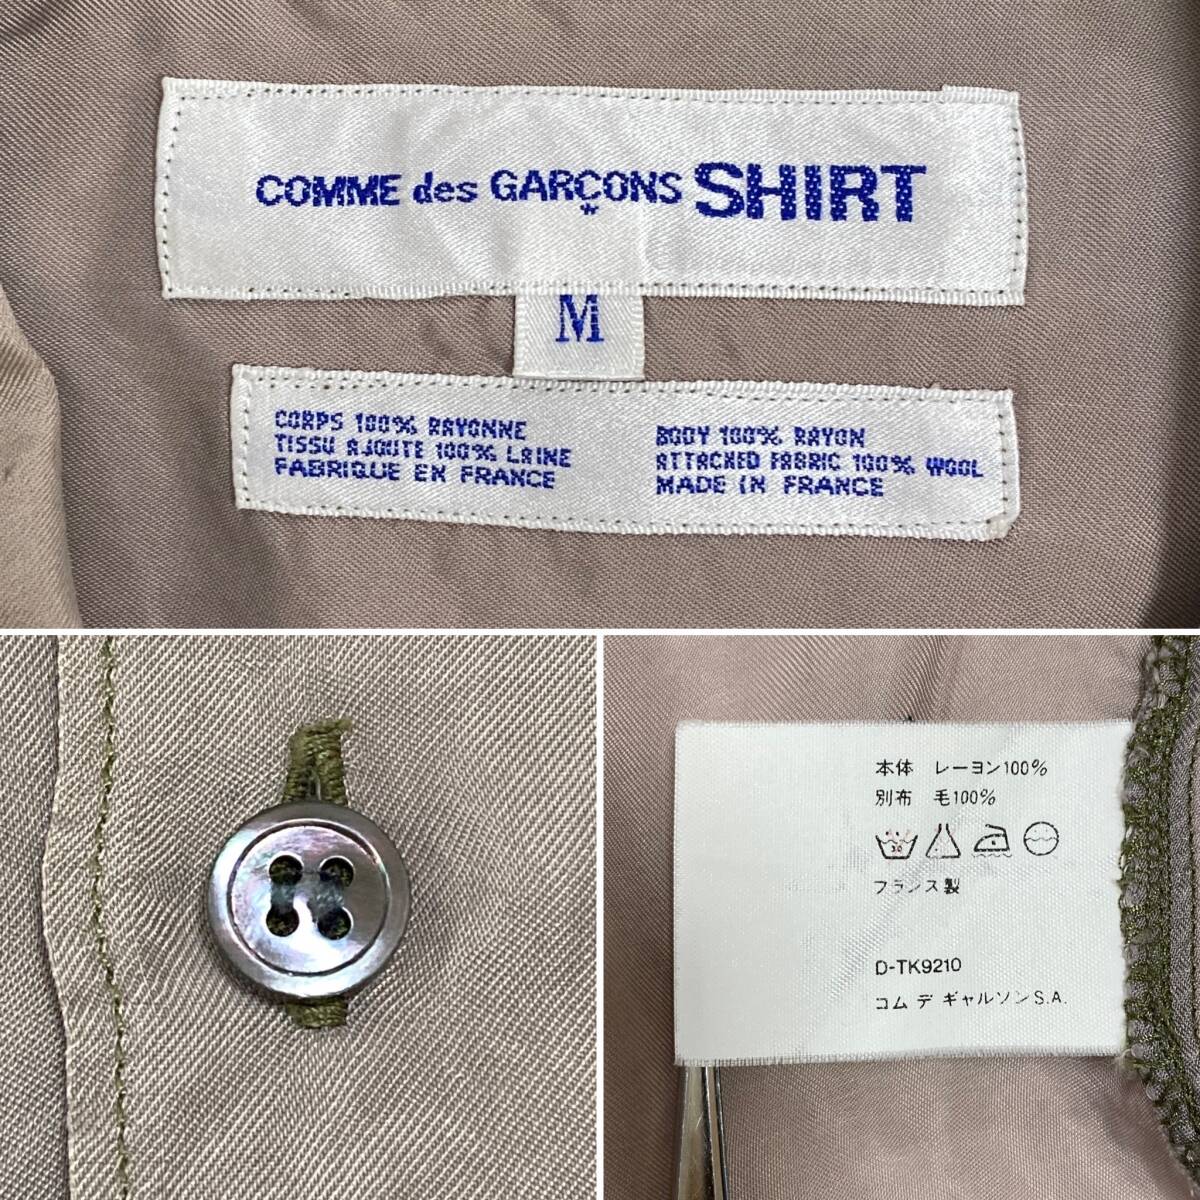 COMME des GARÇONS SHIRT
M
CORPS 100% RAYONNE
TISSU AJOUTE 100% LAINE
FABRIQUE EN FRANCE
BODY 100% RAYON
ATTACHED FABRIC 100% WOOL
MADE IN FRANCE
本体 レーヨン100%
別布 毛100%
30
フランス製
D-TK9210
コム デ ギャルソン S.A.